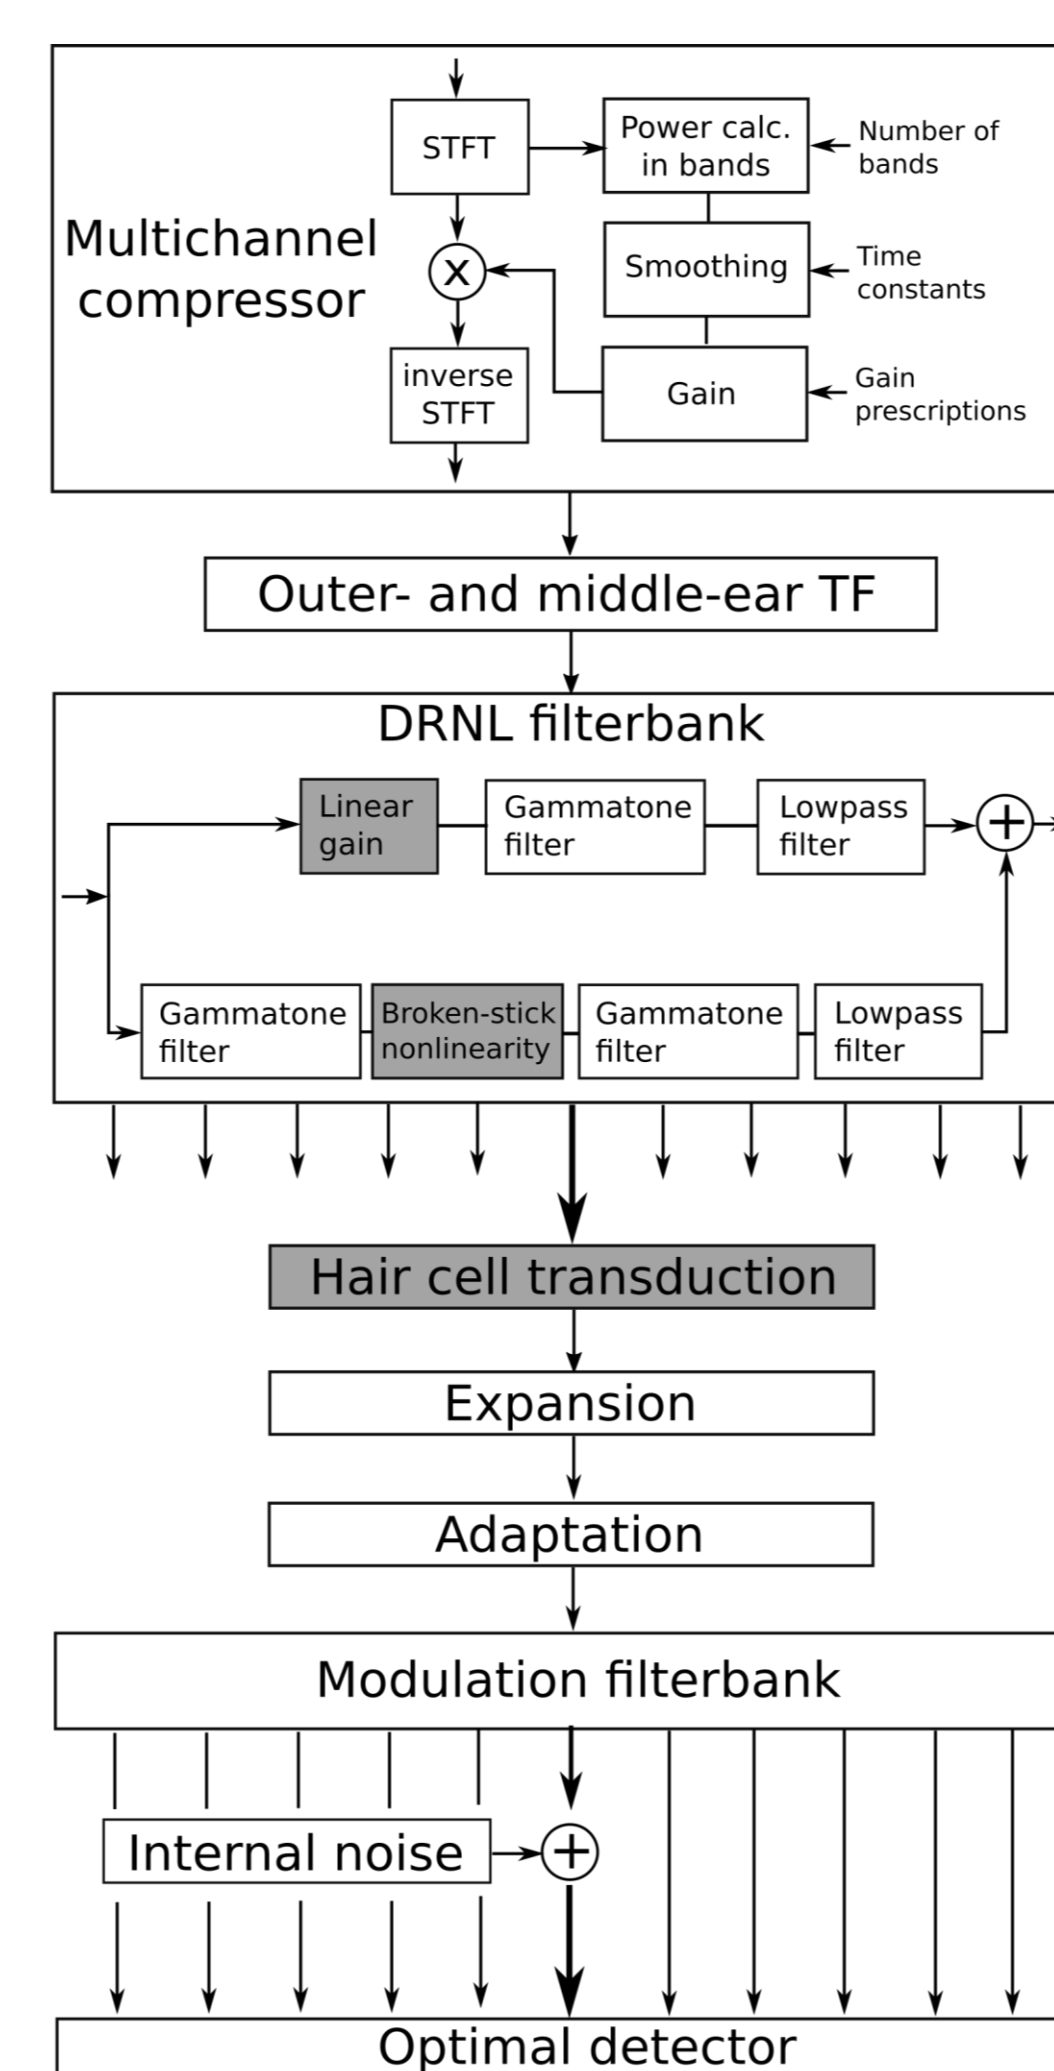 STFT
Power calc.
in bands
Number of
bands
Multichannel
compressor
x
Smoothing
Time
constants
inverse
STFT
Gain
Gain
prescriptions
Outer- and middle-ear TF
DRNL filterbank
Linear
gain
Gammatone
filter
Lowpass
filter
+
Gammatone
filter
Broken-stick
nonlinearity
Gammatone
filter
Lowpass
filter
Hair cell transduction
Expansion
Adaptation
Modulation filterbank
Internal noise
+
Optimal detector